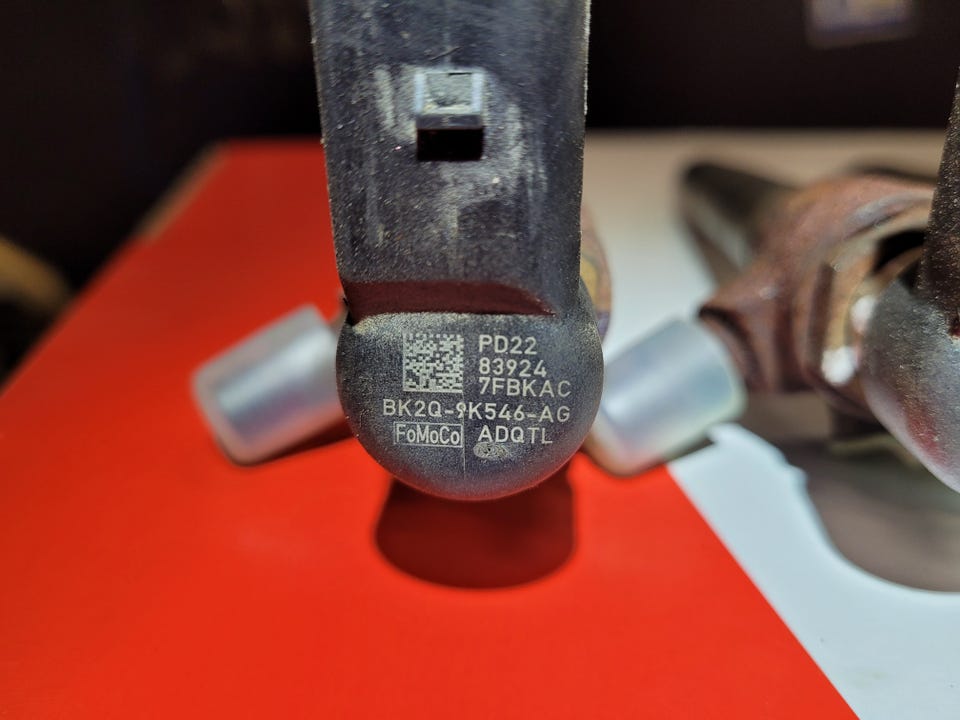 PD22
83924
7FBKAC
BK2Q-9K546-AG
FoMoCo ADQTL